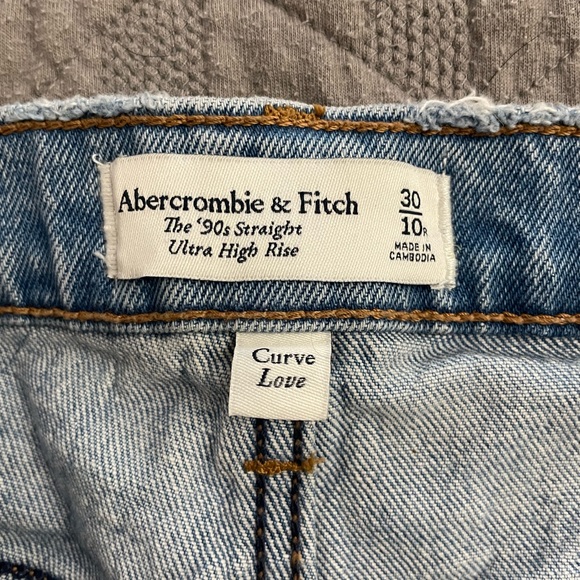 Abercrombie & Fitch
The '90s Straight
Ultra High Rise
30
10R
MADE IN
CAMBODIA
Curve
Love